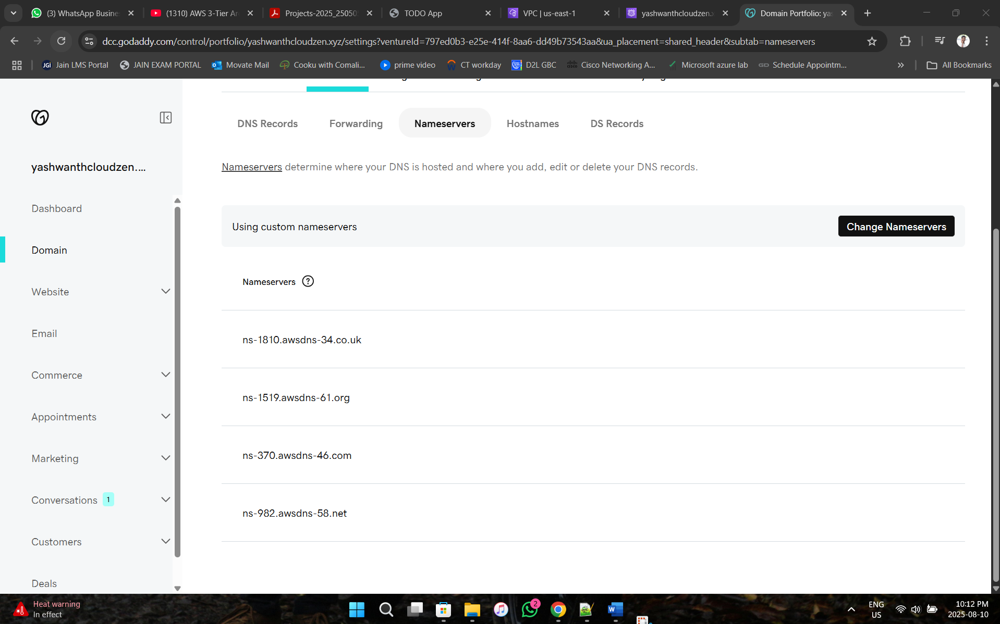 (3) WhatsApp Busine
(1310) AWS 3-Tier Ar
Projects-2025_25050
TODO App
VPC | us-east-1
yashwanthcloudzen.x
Domain Portfolio: ya
dcc.godaddy.com/control/portfolio/yashwanthcloudzen.xyz/settings?ventureId=797ed0b3-e25e-414f-8aa6-dd49b73543aa&ua_placement=shared_header&subtab=nameservers
JGi Jain LMS Portal
JAIN EXAM PORTAL
Movate Mail
Cooku with Comali...
prime video
CT workday
D2L GBC
cisco Cisco Networking A...
Microsoft azure lab
GD Schedule Appointm...
All Bookmarks
yashwanthcloudzen....
Dashboard
Domain
Website
Email
Commerce
Appointments
Marketing
Conversations 1
Customers
Deals
DNS Records
Forwarding
Nameservers
Hostnames
DS Records
Nameservers determine where your DNS is hosted and where you add, edit or delete your DNS records.
Using custom nameservers
Change Nameservers
Nameservers ?
ns-1810.awsdns-34.co.uk
ns-1519.awsdns-61.org
ns-370.awsdns-46.com
ns-982.awsdns-58.net
Heat warning
In effect
2
W
ENG
US
10:12 PM
2025-08-10